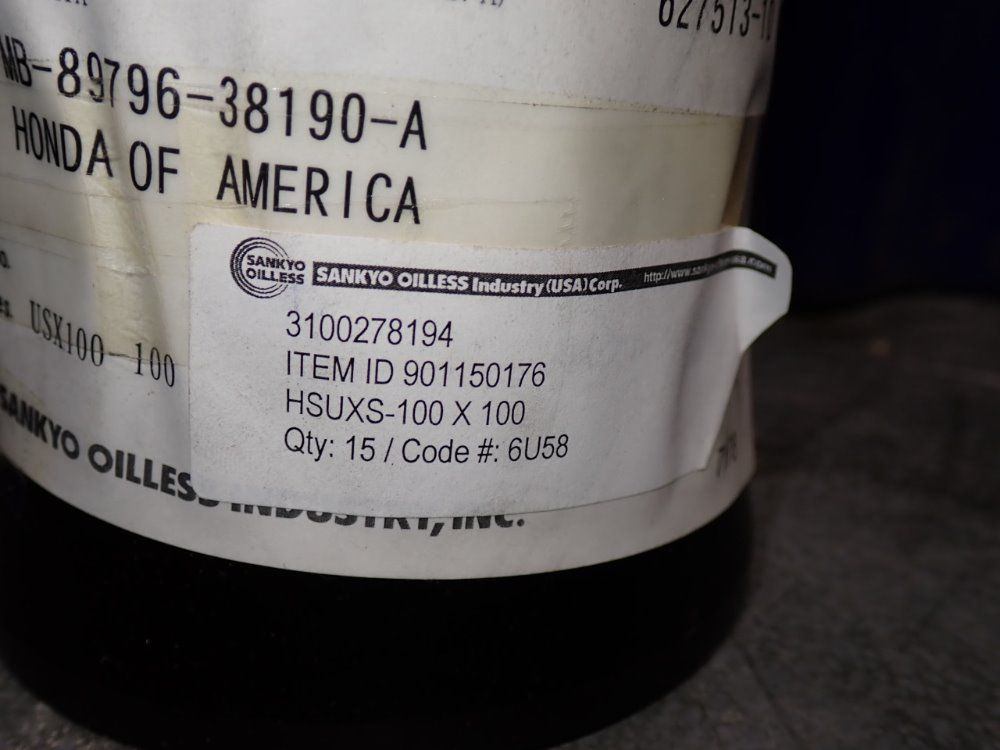 627513-10
MB-89796-38190-A
HONDA OF AMERICA
SANKYO
OILLESS
SANKYO OILLESS Industry (USA) Corp.
3100278194
ITEM ID 901150176
HSUXS-100 X 100
Qty: 15 / Code #: 6U58
USX100-100
SANKYO OILLESS INDUSTRY, INC.